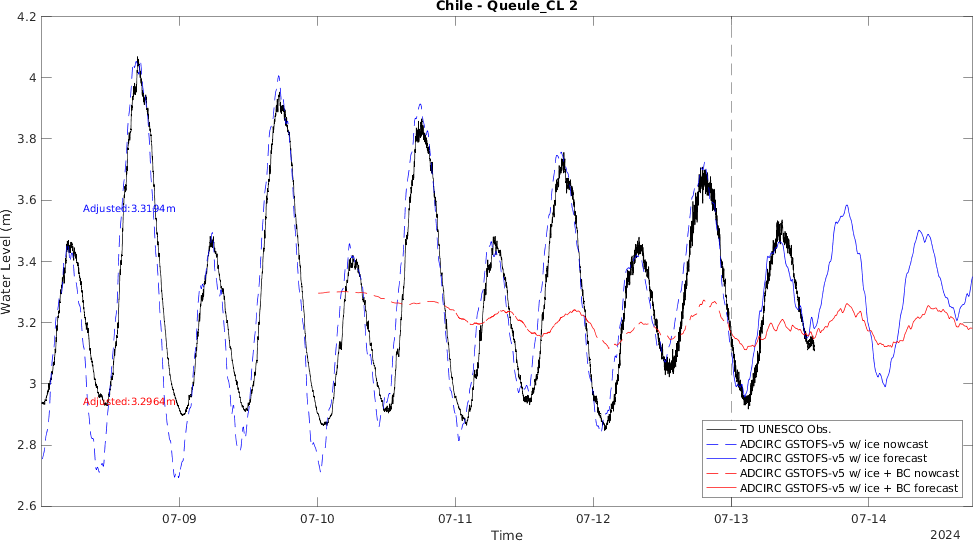 Chile - Queule_CL 2
4.2
4
3.8
3.6
3.4
3.2
3
2.8
2.6
Water Level (m)
Adjusted:3.3194m
Adjusted:3.2964m
TD UNESCO Obs.
ADCIRC GSTOFS-v5 w/ ice nowcast
ADCIRC GSTOFS-v5 w/ ice forecast
ADCIRC GSTOFS-v5 w/ ice + BC nowcast
ADCIRC GSTOFS-v5 w/ ice + BC forecast
07-09 07-10 07-11 07-12 07-13 07-14
Time
2024